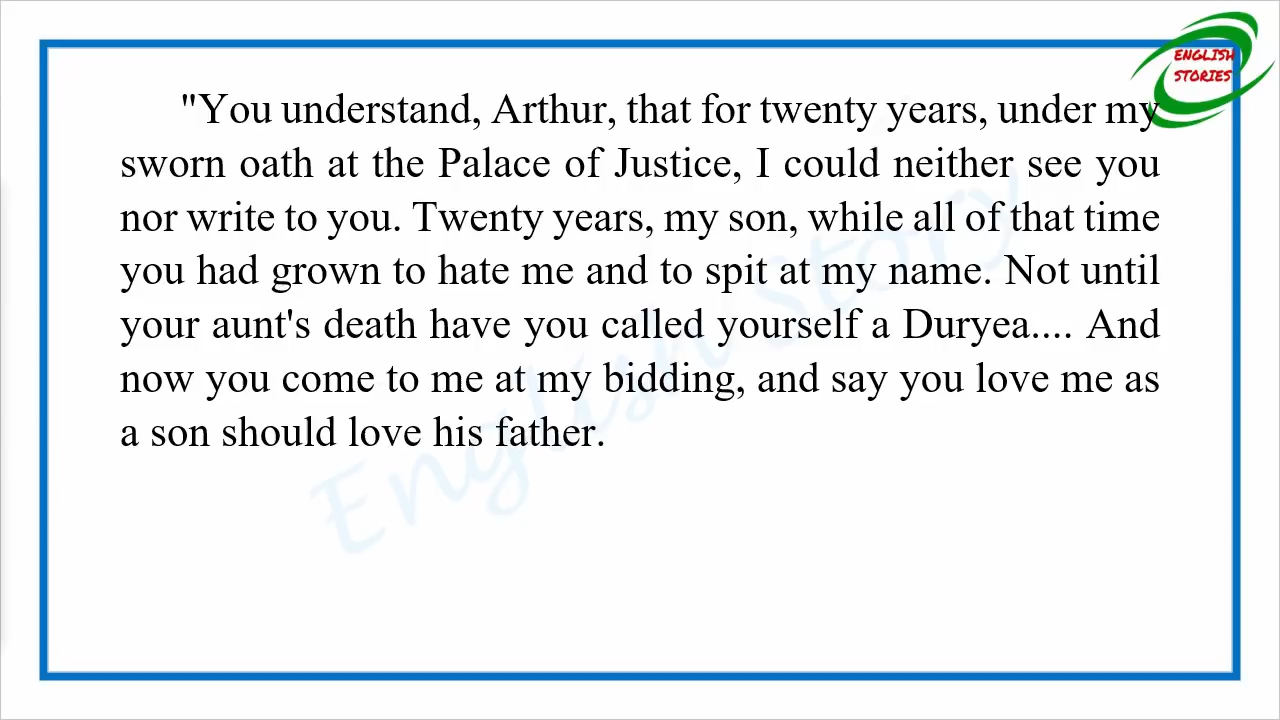 ENGLISH
STORIES
"You understand, Arthur, that for twenty years, under my
sworn oath at the Palace of Justice, I could neither see you
nor write to you. Twenty years, my son, while all of that time
you had grown to hate me and to spit at my name. Not until
your aunt's death have you called yourself a Duryea.... And
now you come to me at my bidding, and say you love me as
a son should love his father.
English Story